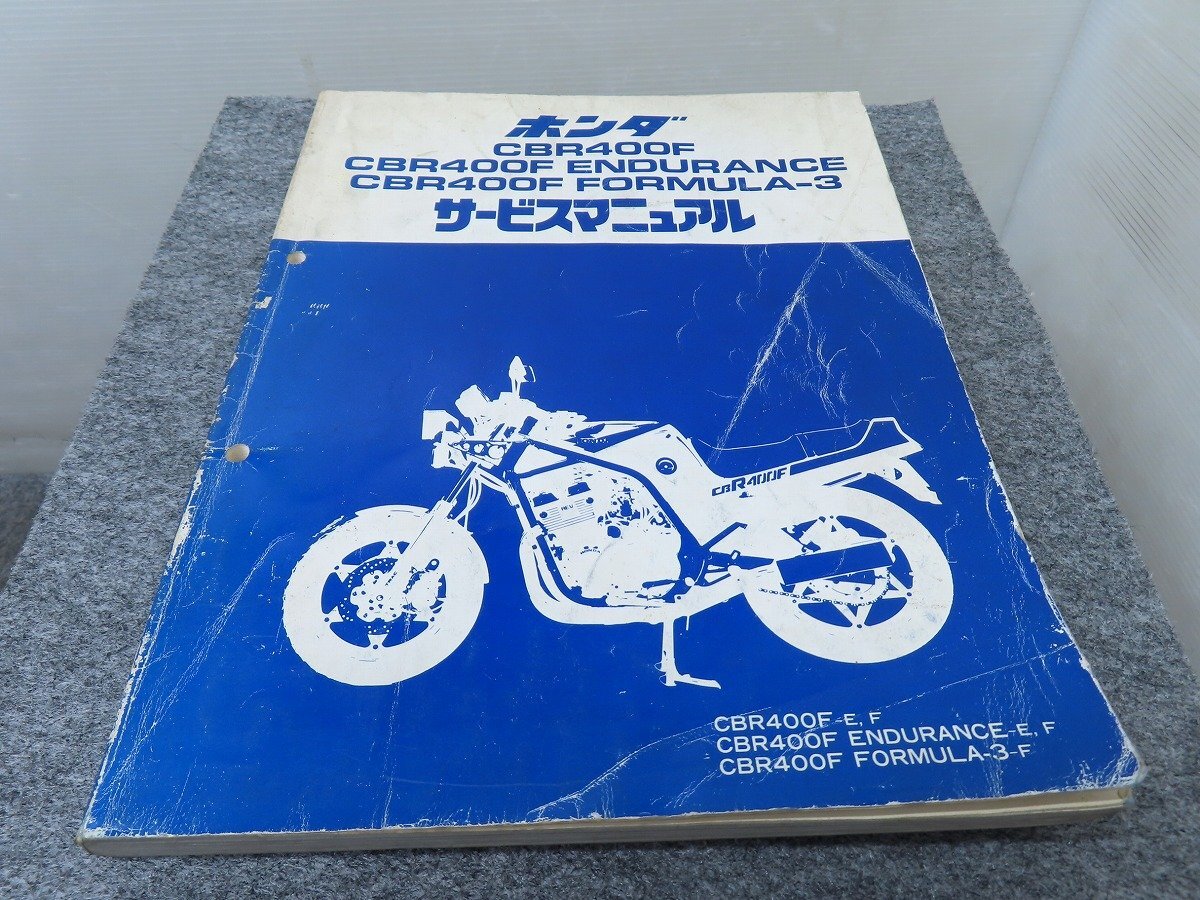 ホンダ
CBR400F
CBR400F ENDURANCE
CBR400F FORMULA-3
サービスマニュアル
CBR400F
REV
CBR400F-E, F
CBR400F ENDURANCE-E, F
CBR400F FORMULA-3-F